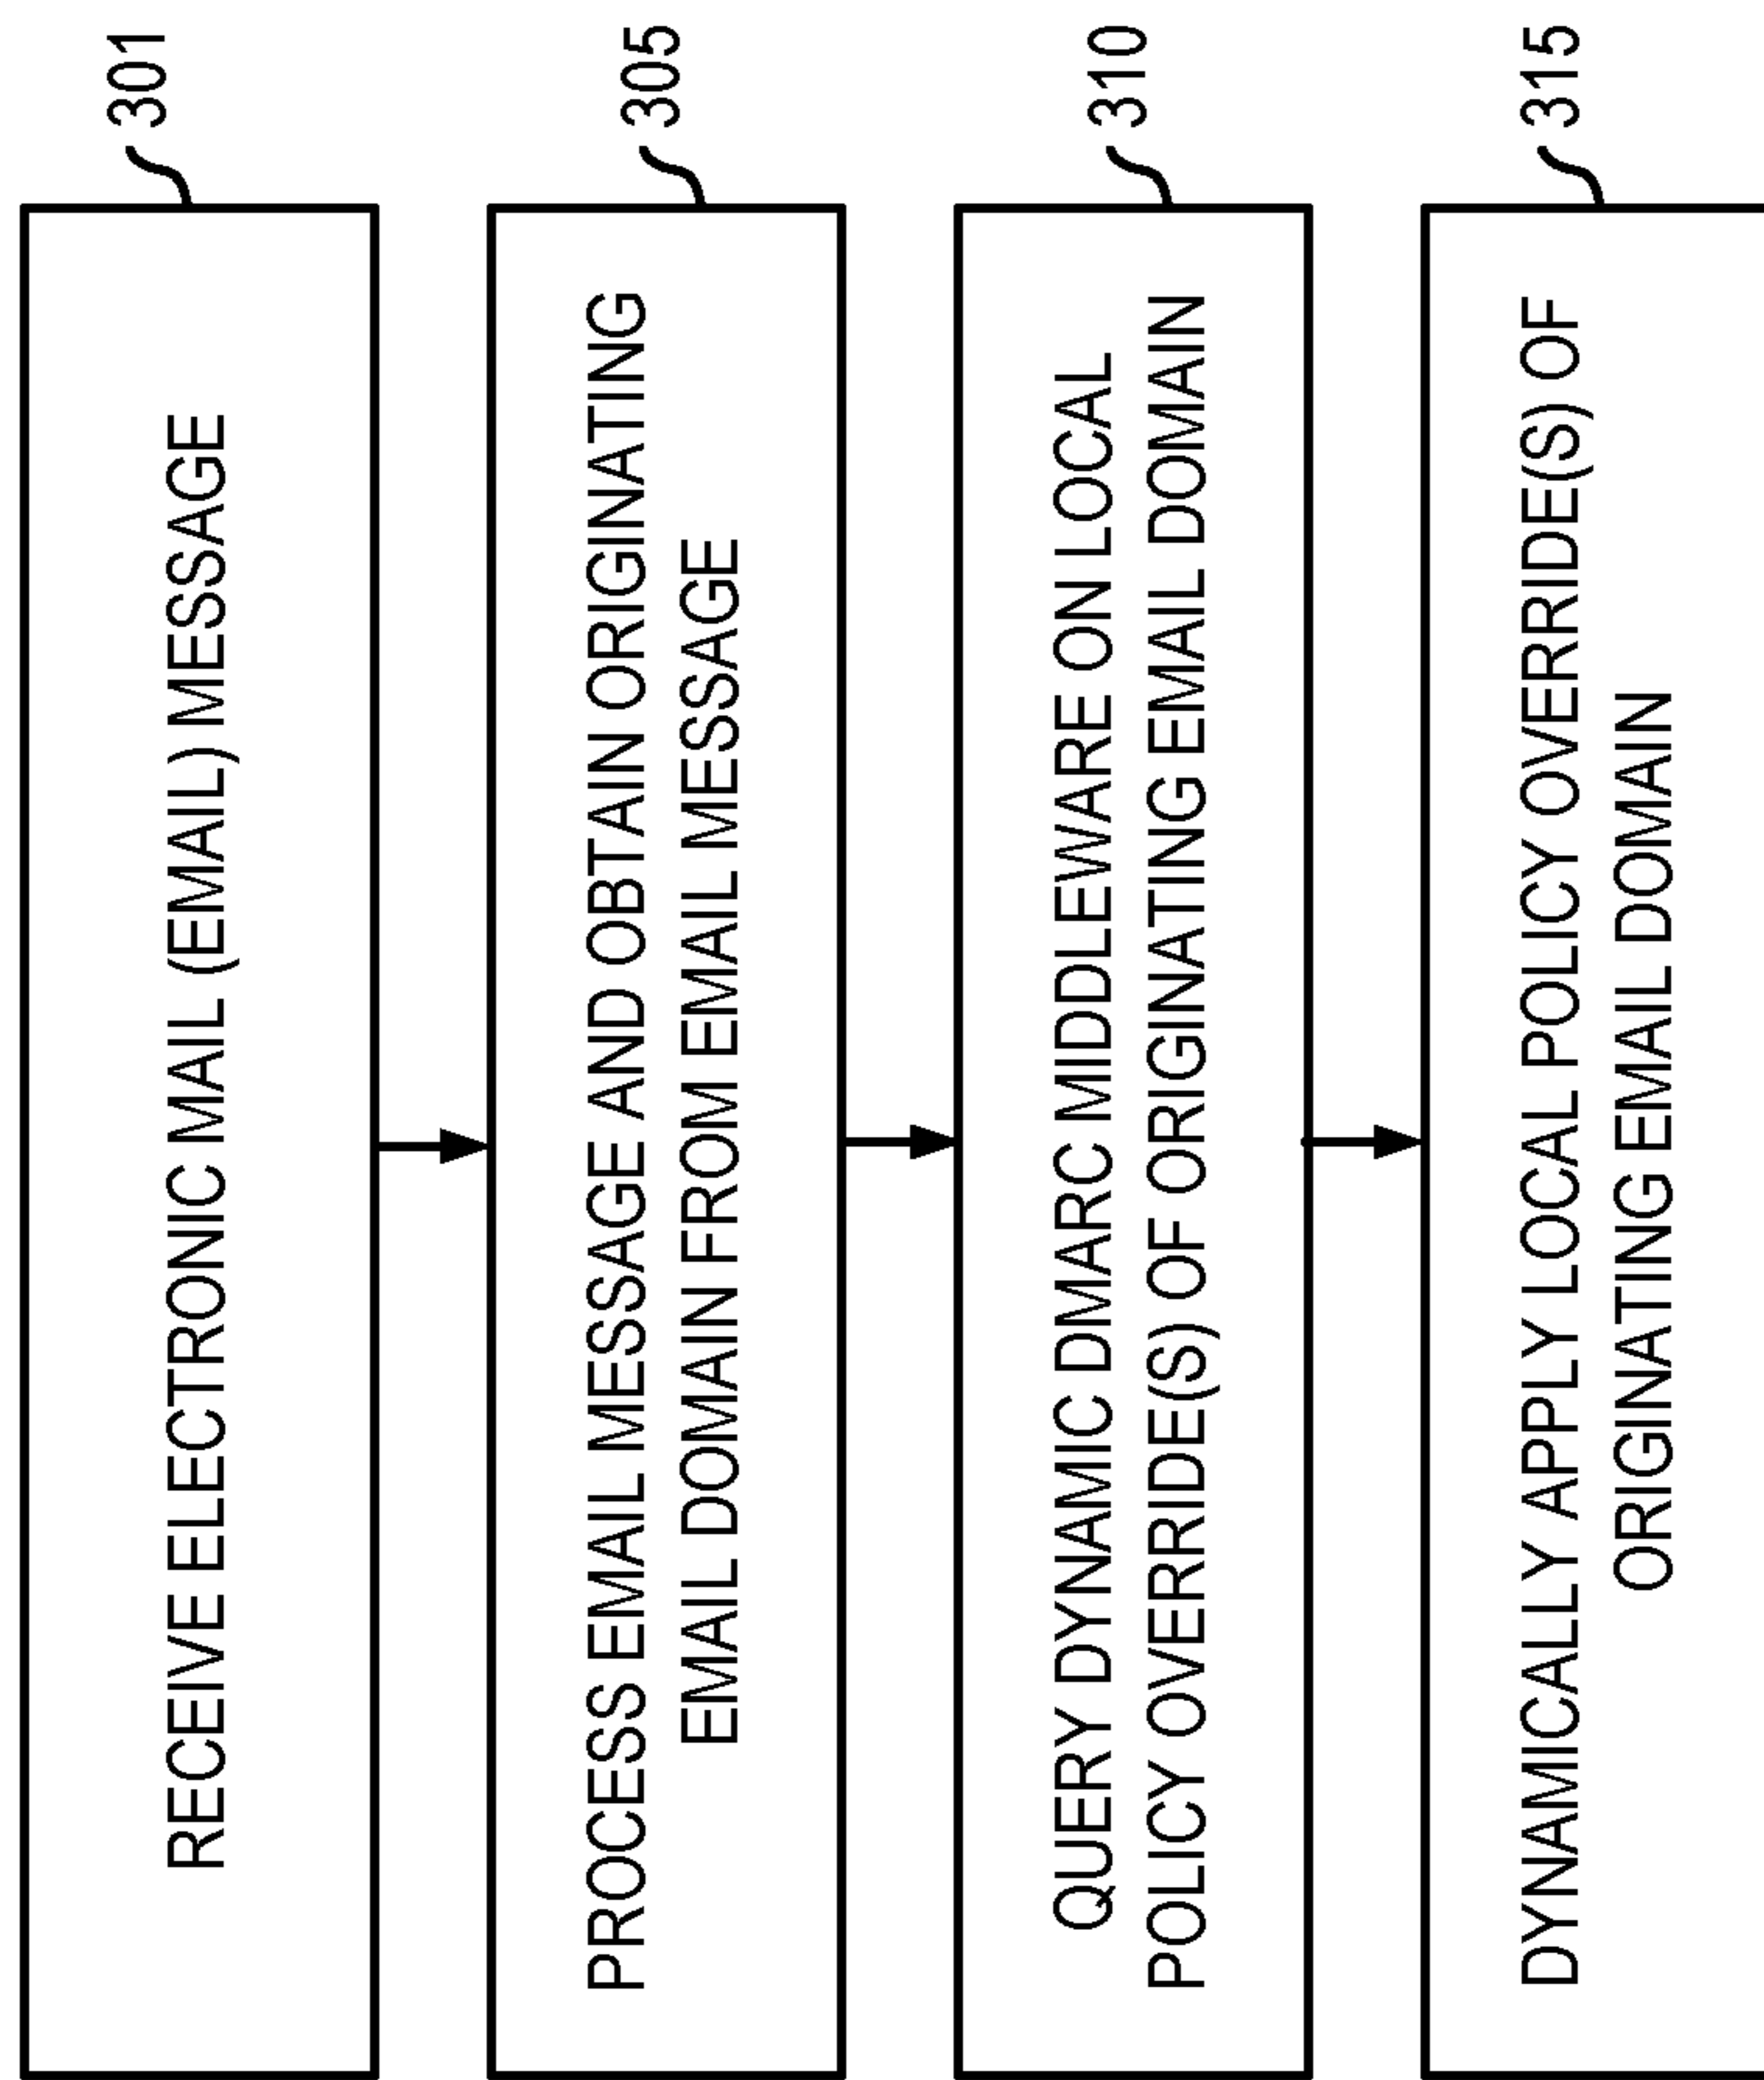 RECEIVE ELECTRONIC MAIL (EMAIL) MESSAGE
301
PROCESS EMAIL MESSAGE AND OBTAIN ORIGINATING
EMAIL DOMAIN FROM EMAIL MESSAGE
305
QUERY DYNAMIC DMARC MIDDLEWARE ON LOCAL
POLICY OVERRIDE(S) OF ORIGINATING EMAIL DOMAIN
310
DYNAMICALLY APPLY LOCAL POLICY OVERRIDE(S) OF
ORIGINATING EMAIL DOMAIN
315